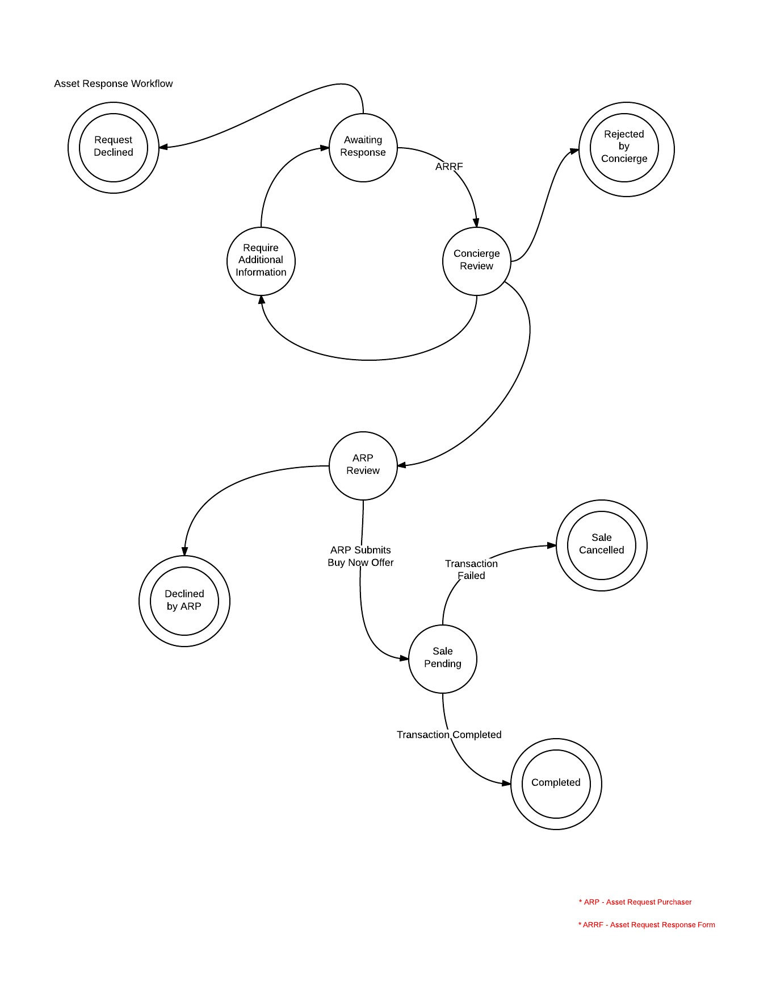 Asset Response Workflow
Request
Declined
Awaiting
Response
Rejected
by
Concierge
ARRF
Require
Additional
Information
Concierge
Review
ARP
Review
ARP Submits
Buy Now Offer
Sale
Cancelled
Transaction
Failed
Declined
by ARP
Sale
Pending
Transaction Completed
Completed
* ARP - Asset Request Purchaser
* ARRF - Asset Request Response Form